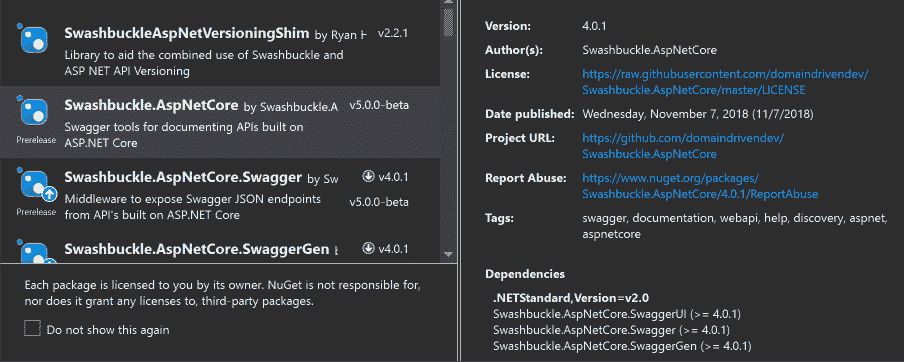 SwashbuckleAspNetVersioningShim by Ryan H v2.2.1
Library to aid the combined use of Swashbuckle and
ASP NET API Versioning
Swashbuckle.AspNetCore by Swashbuckle.A v5.0.0-beta
Prerelease
Swagger tools for documenting APIs built on
ASP.NET Core
Swashbuckle.AspNetCore.Swagger by Sw v4.0.1
Prerelease
Middleware to expose Swagger JSON endpoints
from API's built on ASP.NET Core
v5.0.0-beta
Swashbuckle.AspNetCore.SwaggerGen v4.0.1
Each package is licensed to you by its owner. NuGet is not responsible for,
nor does it grant any licenses to, third-party packages.
Do not show this again
Version: 4.0.1
Author(s): Swashbuckle.AspNetCore
License: https://raw.githubusercontent.com/domaindrivendev/
Swashbuckle.AspNetCore/master/LICENSE
Date published: Wednesday, November 7, 2018 (11/7/2018)
Project URL: https://github.com/domaindrivendev/
Swashbuckle.AspNetCore
Report Abuse: https://www.nuget.org/packages/
Swashbuckle.AspNetCore/4.0.1/ReportAbuse
Tags: swagger, documentation, webapi, help, discovery, aspnet,
aspnetcore
Dependencies
.NETStandard,Version=v2.0
Swashbuckle.AspNetCore.SwaggerUI (>= 4.0.1)
Swashbuckle.AspNetCore.Swagger (>= 4.0.1)
Swashbuckle.AspNetCore.SwaggerGen (>= 4.0.1)